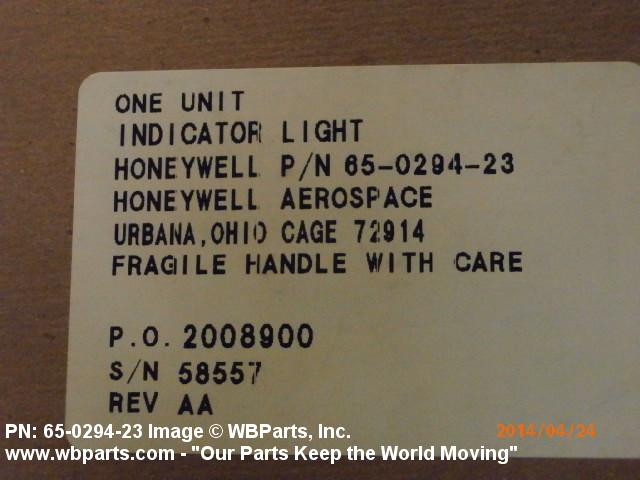 ONE UNIT
INDICATOR LIGHT
HONEYWELL P/N 65-0294-23
HONEYWELL AEROSPACE
URBANA,OHIO CAGE 72914
FRAGILE HANDLE WITH CARE
P.O. 2008900
S/N 58557
REV AA
PN: 65-0294-23 Image © WBParts, Inc.
2014/04/24
www.wbparts.com - "Our Parts Keep the World Moving"